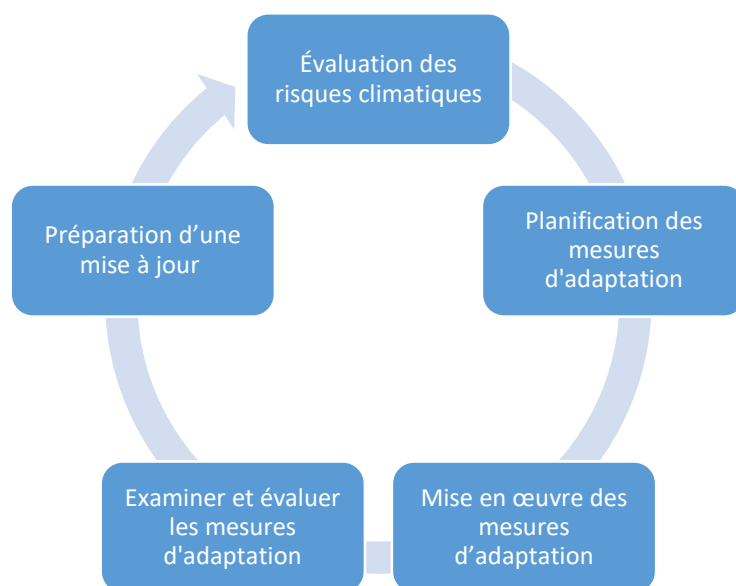 Évaluation des
risques climatiques
Planification des
mesures
d'adaptation
Mise en œuvre des
mesures
d’adaptation
Examiner et évaluer
les mesures
d'adaptation
Préparation d’une
mise à jour